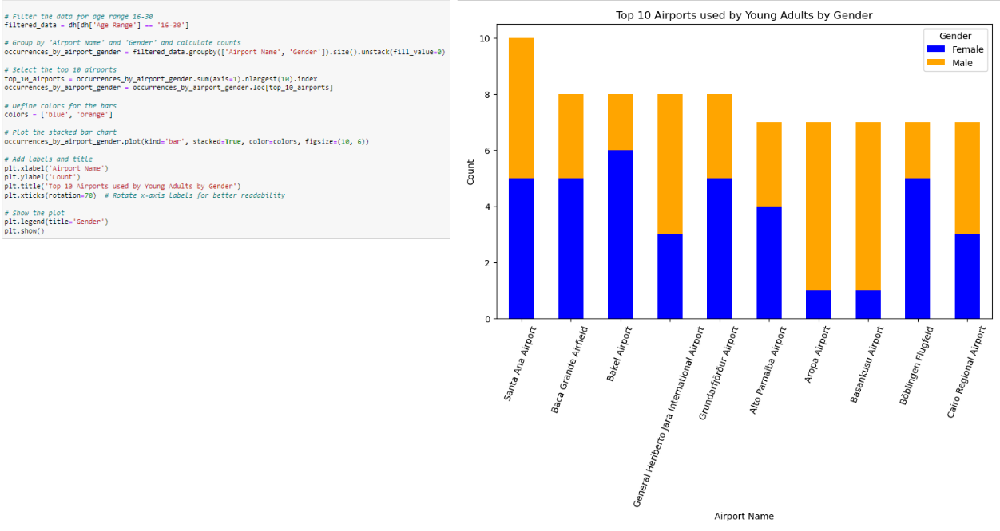 # Filter the data for age range 16-30
filtered_data = dh[dh['Age Range'] == '16-30']
# Group by 'Airport Name' and 'Gender' and calculate counts
occurrences_by_airport_gender = filtered_data.groupby(['Airport Name', 'Gender']).size().unstack(fill_value=0)
# Select the top 10 airports
top_10_airports = occurrences_by_airport_gender.sum(axis=1).nlargest(10).index
occurrences_by_airport_gender = occurrences_by_airport_gender.loc[top_10_airports]
# Define colors for the bars
colors = ['blue', 'orange']
# Plot the stacked bar chart
occurrences_by_airport_gender.plot(kind='bar', stacked=True, color=colors, figsize=(10, 6))
# Add labels and title
plt.xlabel('Airport Name')
plt.ylabel('Count')
plt.title('Top 10 Airports used by Young Adults by Gender')
plt.xticks(rotation=70)  # Rotate x-axis labels for better readability
# Show the plot
plt.legend(title='Gender')
plt.show()
Top 10 Airports used by Young Adults by Gender
Gender
Female
Male
Count
10
8
6
4
2
0
Santa Ana Airport
Baca Grande Airfield
Bakel Airport
General Heriberto Jara International Airport
Grundarfjörður Airport
Alto Parnaíba Airport
Aropa Airport
Basankusu Airport
Böblingen Flugfeld
Cairo Regional Airport
Airport Name